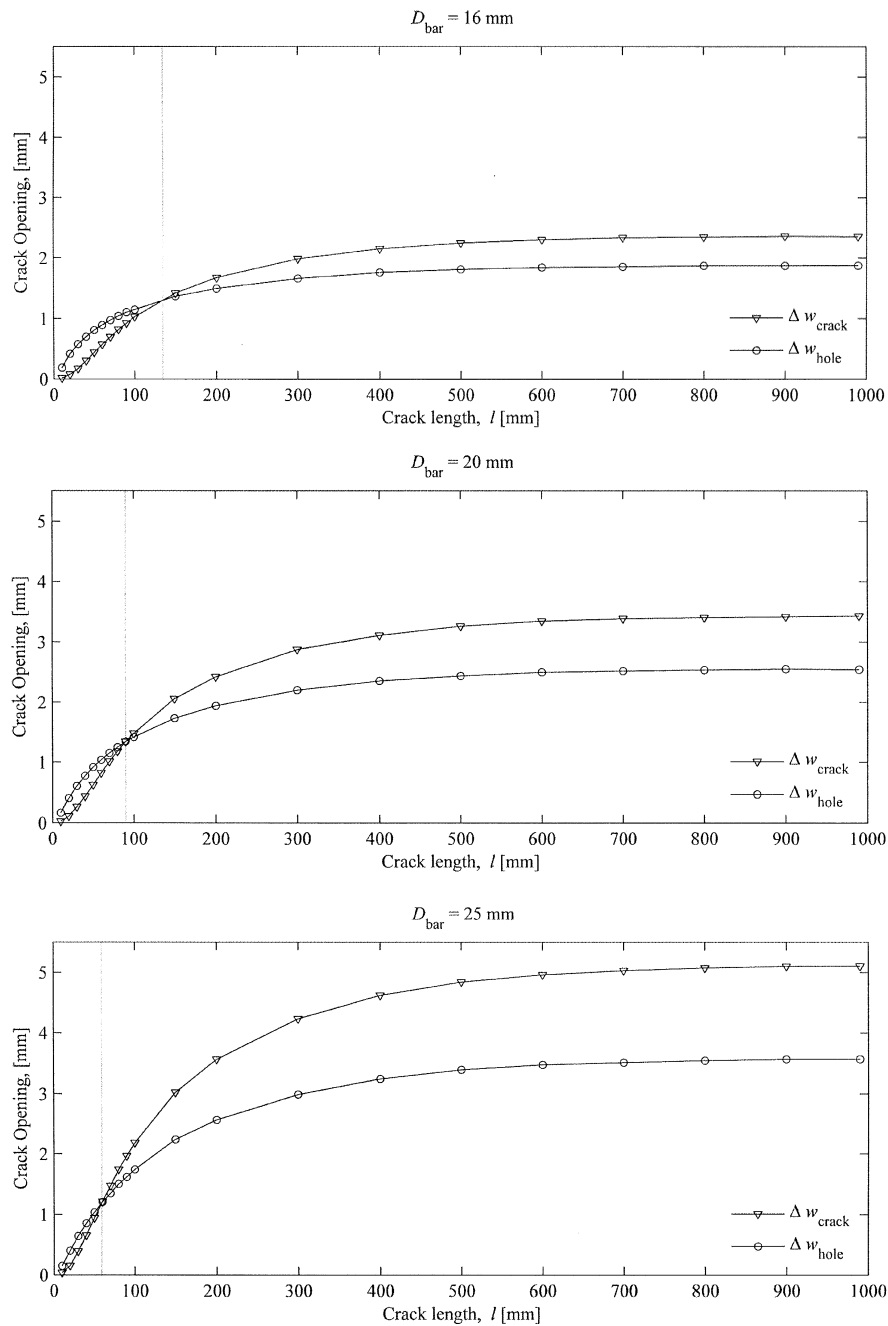 D_bar = 16 mm
5
4
3
2
1
0
Crack Opening, [mm]
Δ w_crack
Δ w_hole
0 100 200 300 400 500 600 700 800 900 1000
Crack length, l [mm]
D_bar = 20 mm
5
4
3
2
1
0
Crack Opening, [mm]
Δ w_crack
Δ w_hole
0 100 200 300 400 500 600 700 800 900 1000
Crack length, l [mm]
D_bar = 25 mm
5
4
3
2
1
0
Crack Opening, [mm]
Δ w_crack
Δ w_hole
0 100 200 300 400 500 600 700 800 900 1000
Crack length, l [mm]